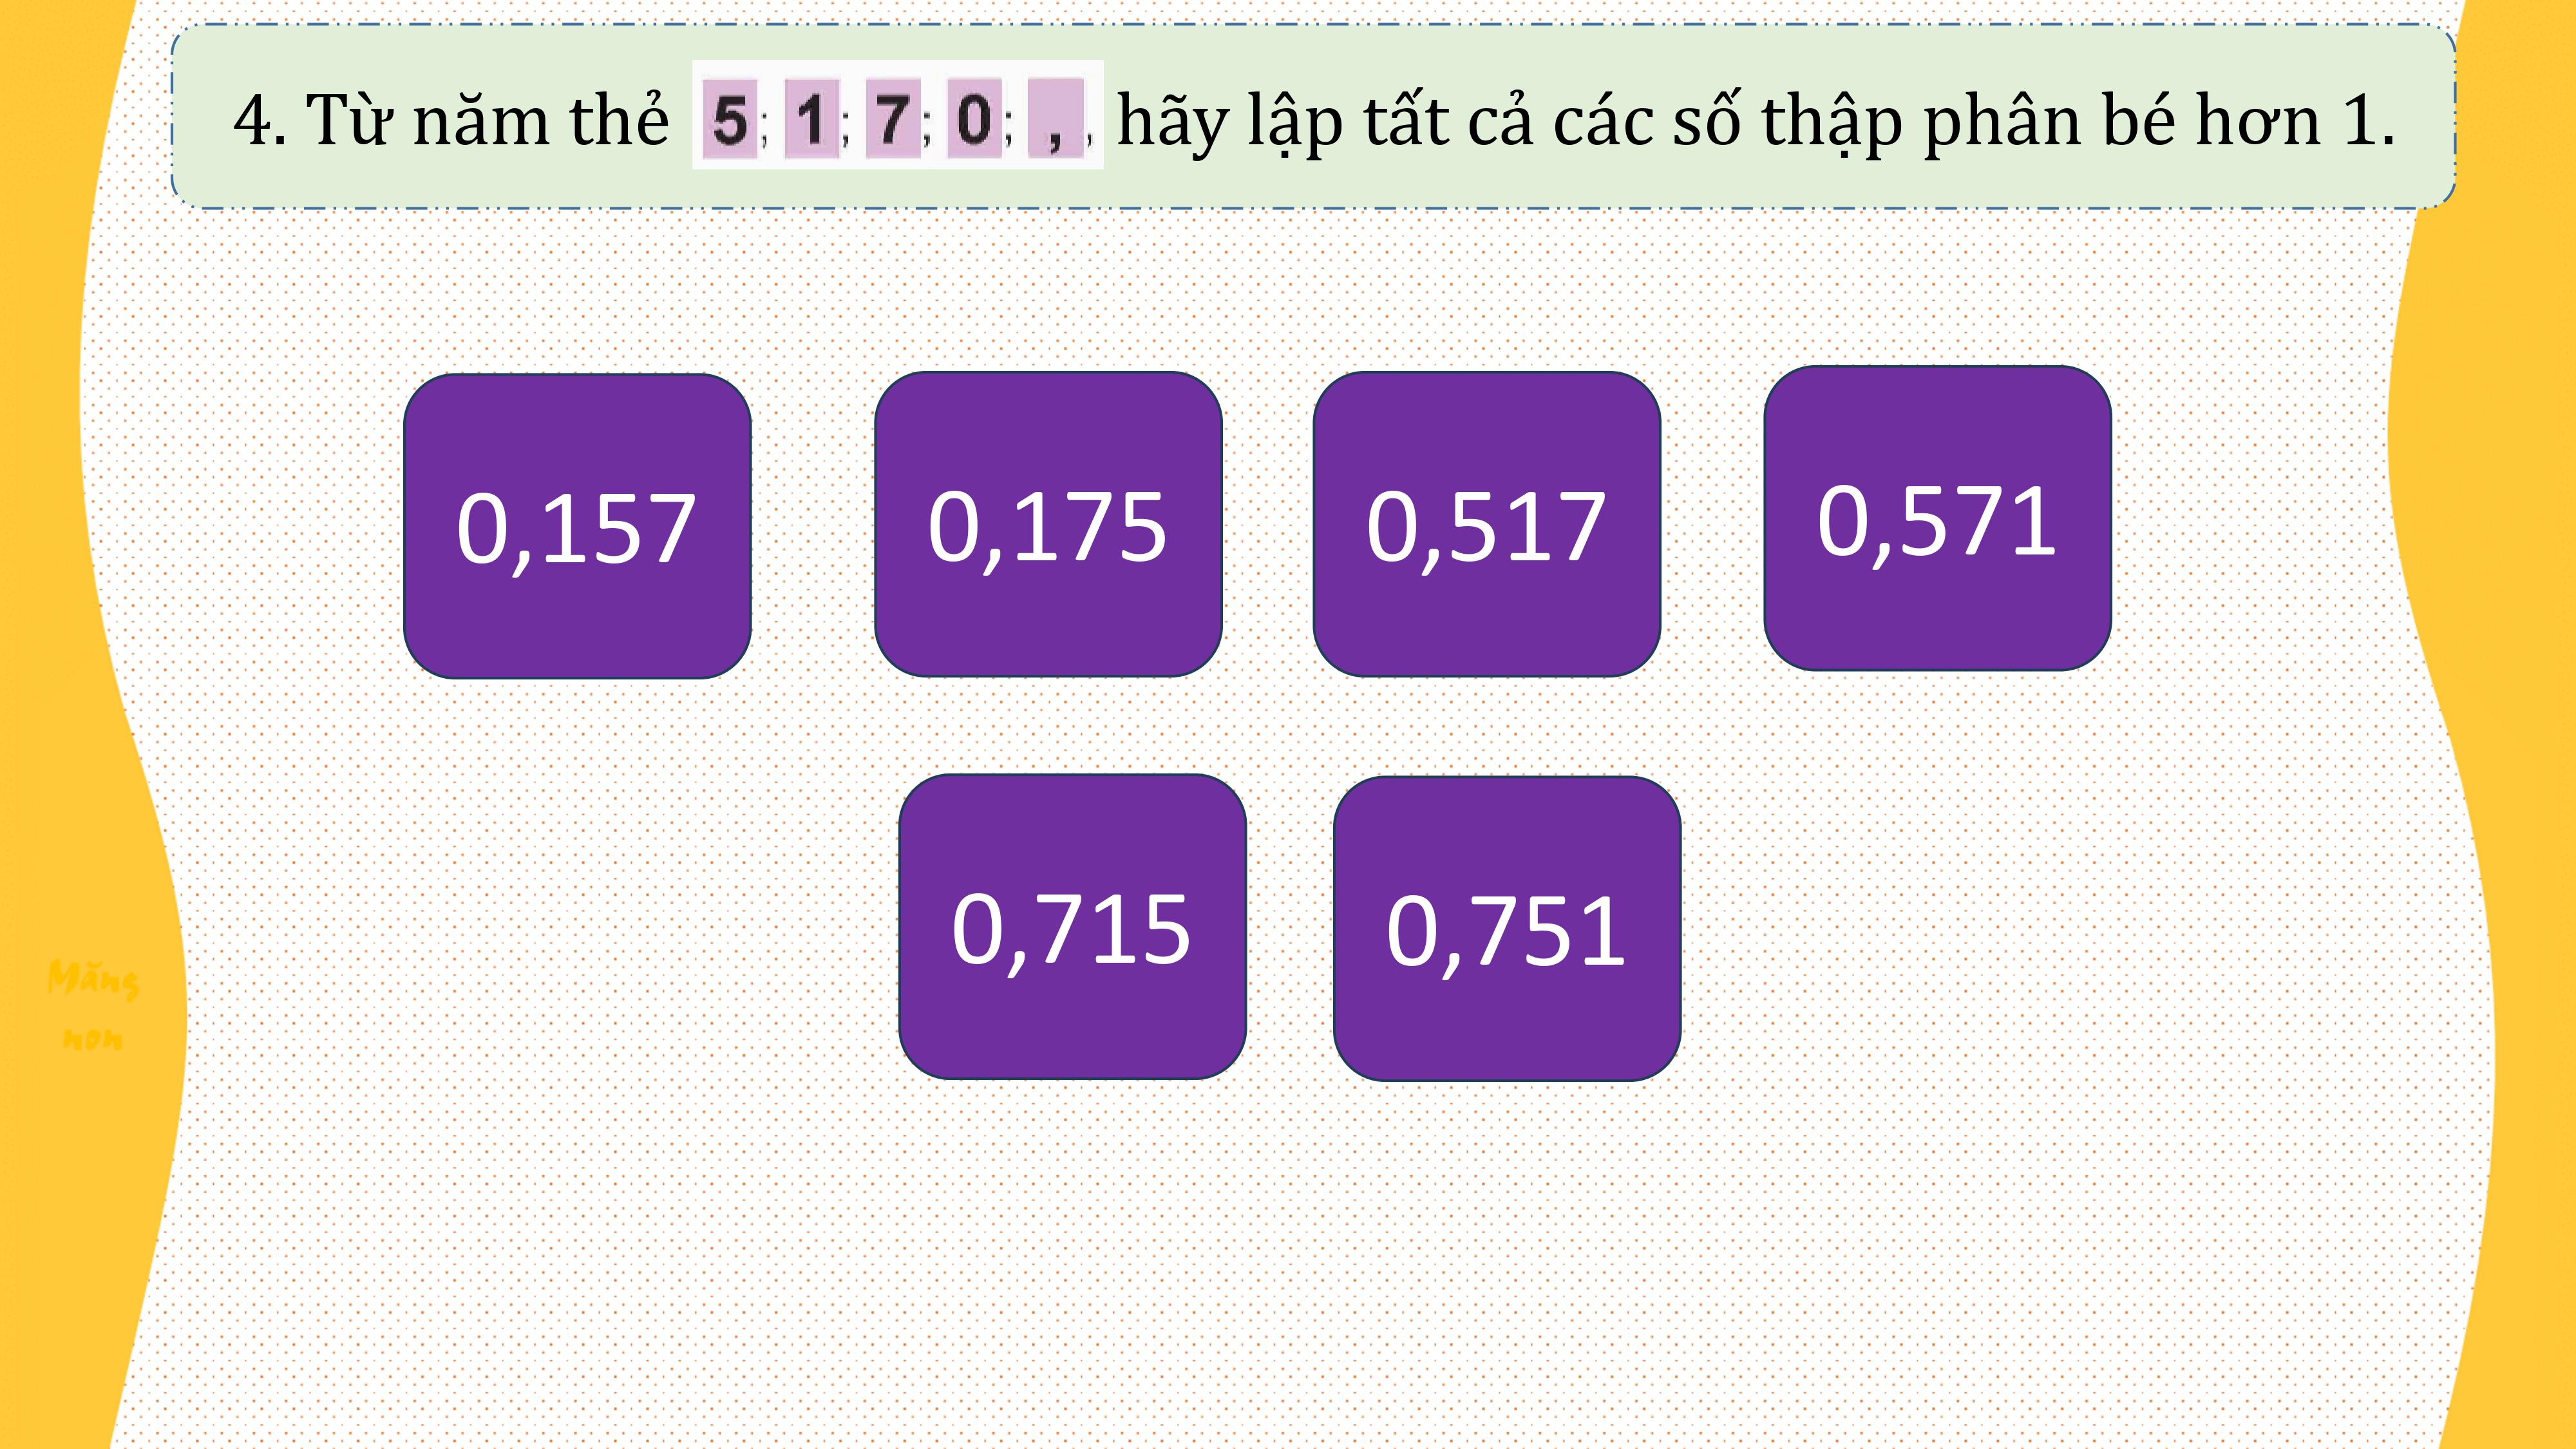 4. Từ năm thẻ 5; 1; 7; 0; ,, hãy lập tất cả các số thập phân bé hơn 1.
0,157 0,175 0,517 0,571
0,715 0,751
Măng
non